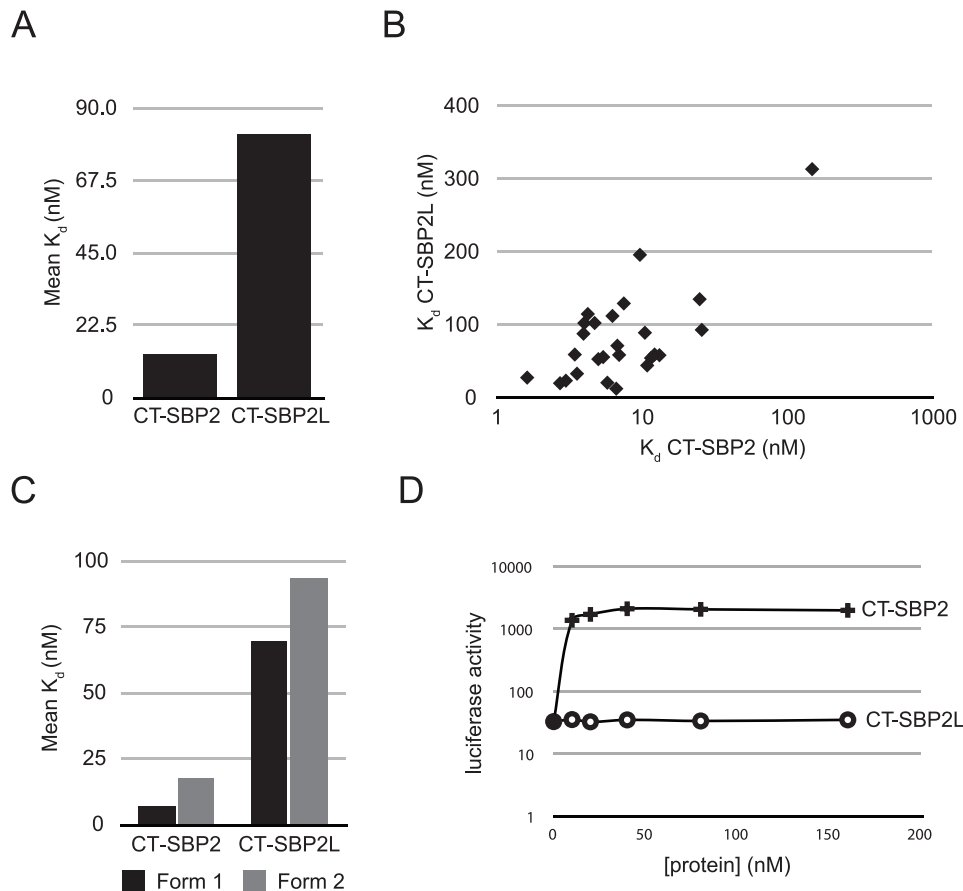 A
Mean Kd (nM)
90.0
67.5
45.0
22.5
0
CT-SBP2 CT-SBP2L
B
Kd CT-SBP2L (nM)
400
300
200
100
0
1 10 100 1000
Kd CT-SBP2 (nM)
C
Mean Kd (nM)
100
75
50
25
0
CT-SBP2 CT-SBP2L
Form 1 Form 2
D
luciferase activity
10000
1000
100
10
1
CT-SBP2
CT-SBP2L
0 50 100 150 200
[protein] (nM)